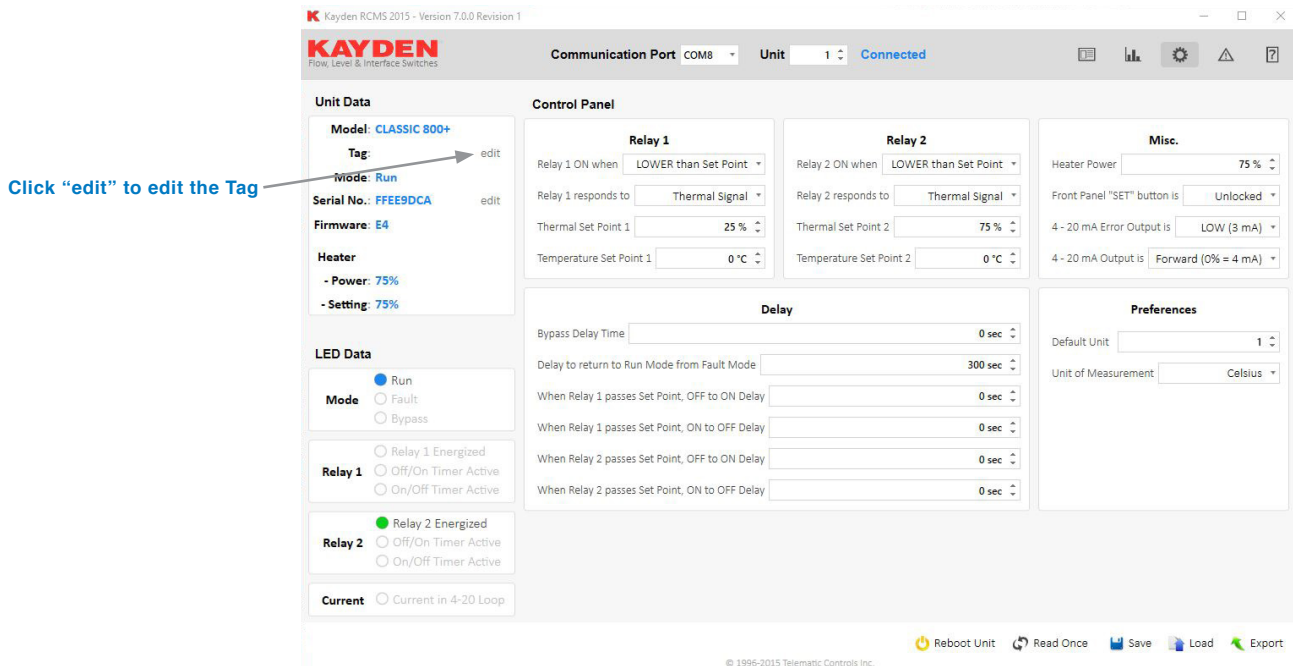 Kayden RCMS 2015 - Version 7.0.0 Revision 1
KAYDEN
Flow, Level & Interface Switches
Communication Port COM8 Unit 1 Connected
Unit Data
Model: CLASSIC 800+
Tag: edit
Mode: Run
Serial No.: FFEE9DCA edit
Firmware: E4
Heater
- Power: 75%
- Setting: 75%
Click “edit” to edit the Tag
LED Data
Mode
Run
Fault
Bypass
Relay 1
Relay 1 Energized
Off/On Timer Active
On/Off Timer Active
Relay 2
Relay 2 Energized
Off/On Timer Active
On/Off Timer Active
Current Current in 4-20 Loop
Control Panel
Relay 1
Relay 1 ON when LOWER than Set Point
Relay 1 responds to Thermal Signal
Thermal Set Point 1 25 %
Temperature Set Point 1 0 °C
Relay 2
Relay 2 ON when LOWER than Set Point
Relay 2 responds to Thermal Signal
Thermal Set Point 2 75 %
Temperature Set Point 2 0 °C
Misc.
Heater Power 75 %
Front Panel "SET" button is Unlocked
4 - 20 mA Error Output is LOW (3 mA)
4 - 20 mA Output is Forward (0% = 4 mA)
Delay
Bypass Delay Time 0 sec
Delay to return to Run Mode from Fault Mode 300 sec
When Relay 1 passes Set Point, OFF to ON Delay 0 sec
When Relay 1 passes Set Point, ON to OFF Delay 0 sec
When Relay 2 passes Set Point, OFF to ON Delay 0 sec
When Relay 2 passes Set Point, ON to OFF Delay 0 sec
Preferences
Default Unit 1
Unit of Measurement Celsius
Reboot Unit Read Once Save Load Export
© 1996-2015 Telematic Controls Inc.